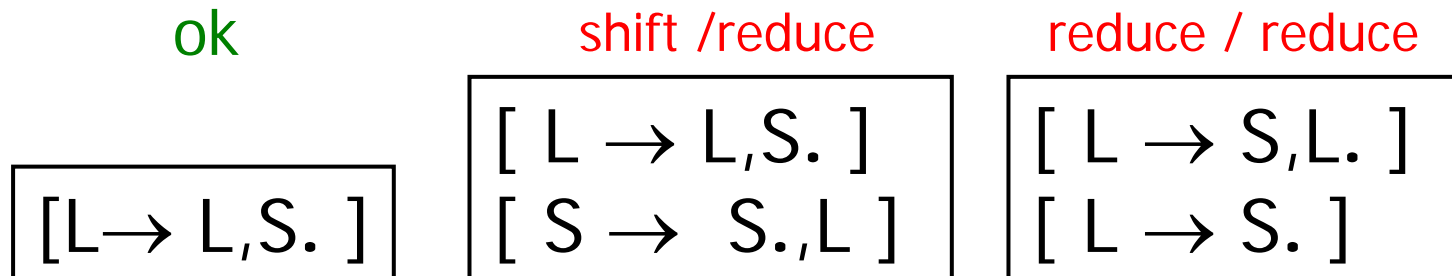 ok
[L→ L,S. ]
shift /reduce
[ L → L,S. ]
[ S → S.,L ]
reduce / reduce
[ L → S,L. ]
[ L → S. ]